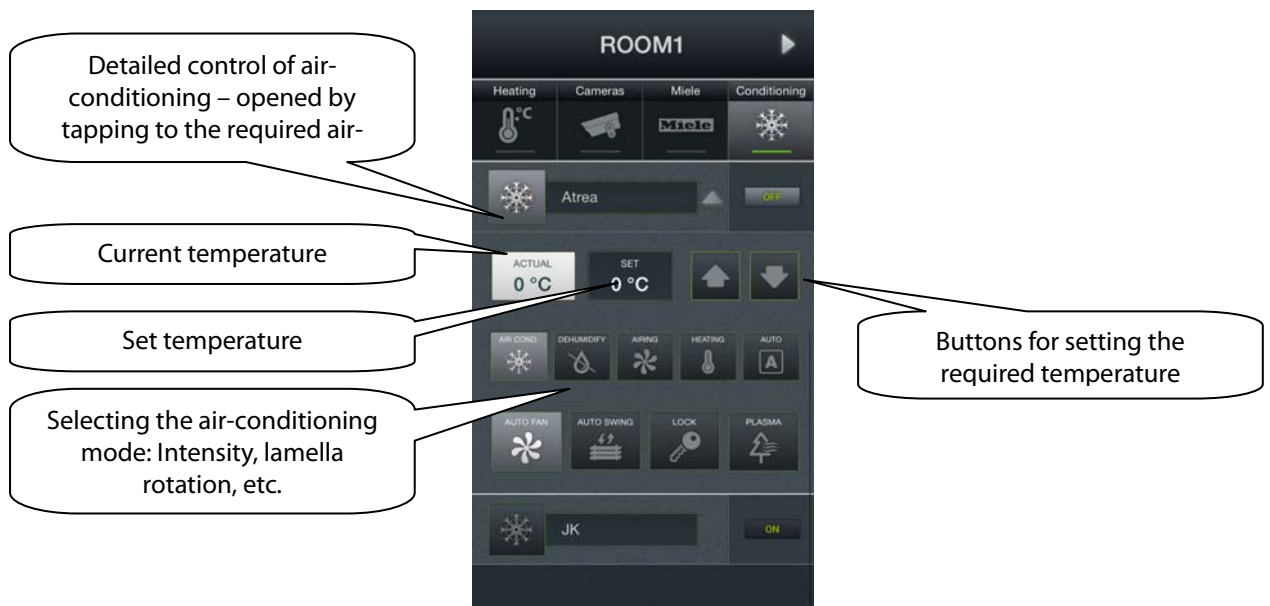 Detailed control of air-
conditioning – opened by
tapping to the required air-
Current temperature
Set temperature
Selecting the air-conditioning
mode: Intensity, lamella
rotation, etc.
ROOM1
Heating Cameras Miele Conditioning
°C
Miele
Atrea OFF
ACTUAL SET
0 °C 0 °C
AIR COND. DEHUMIDIFY AIRING HEATING AUTO
A
AUTO FAN AUTO SWING LOCK PLASMA
JK ON
Buttons for setting the
required temperature